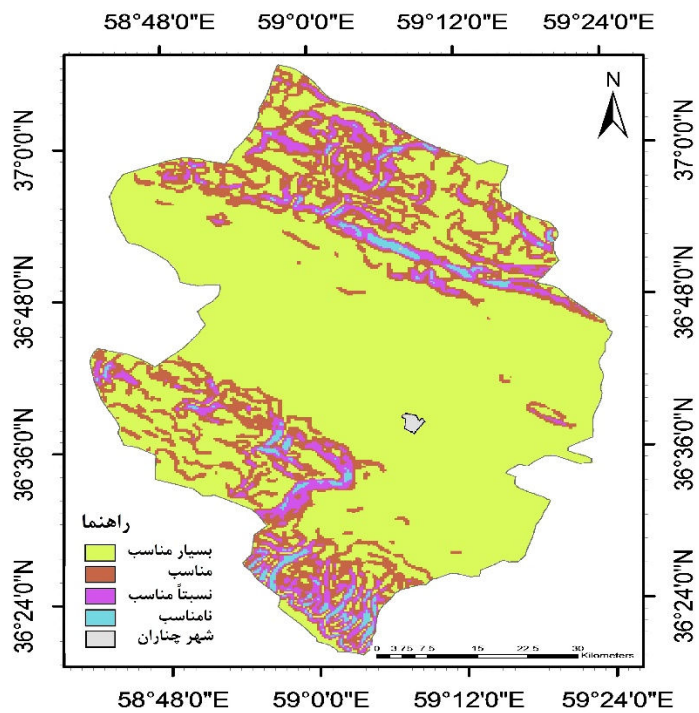 58°48'0"E 59°0'0"E 59°12'0"E 59°24'0"E
N
37°0'0"N 37°0'0"N
36°48'0"N 36°48'0"N
36°36'0"N 36°36'0"N
راهنما
بسیار مناسب
مناسب
نسبتاً مناسب
نامناسب
شهر چناران
36°24'0"N 36°24'0"N
0 3.75 7.5 15 22.5 30
Kilometers
58°48'0"E 59°0'0"E 59°12'0"E 59°24'0"E